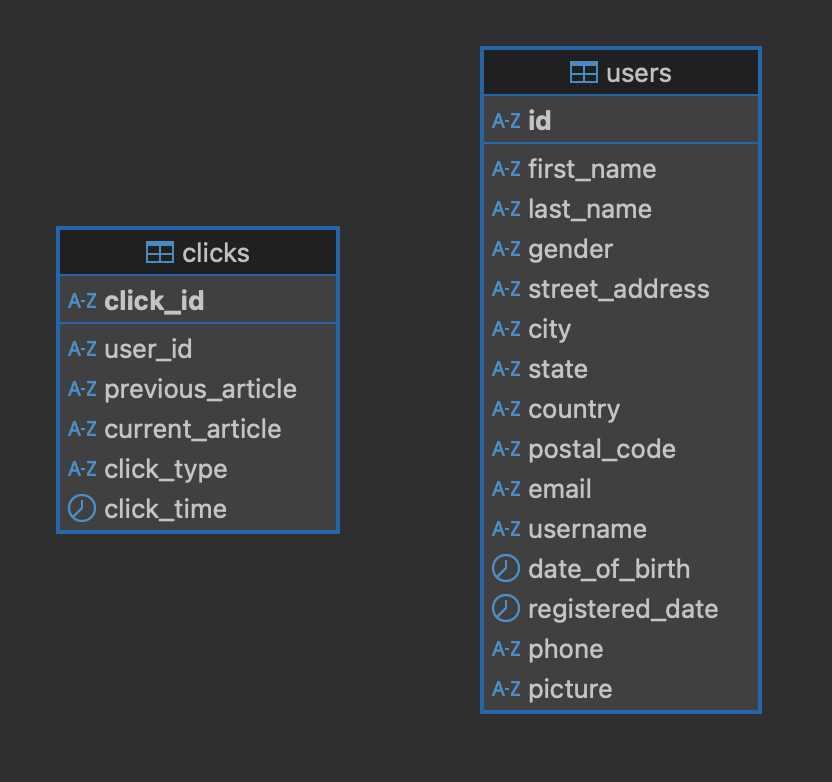 clicks
A-Z click_id
A-Z user_id
A-Z previous_article
A-Z current_article
A-Z click_type
click_time
users
A-Z id
A-Z first_name
A-Z last_name
A-Z gender
A-Z street_address
A-Z city
A-Z state
A-Z country
A-Z postal_code
A-Z email
A-Z username
date_of_birth
registered_date
A-Z phone
A-Z picture